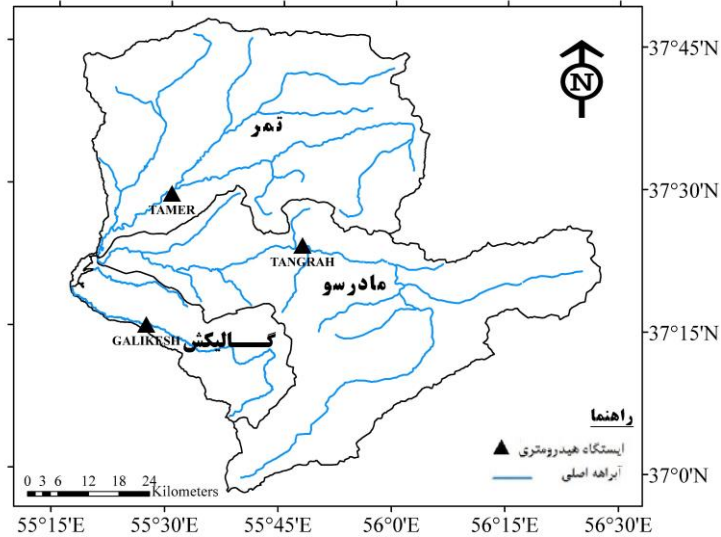 37°45'N
N
تمر
37°30'N
TAMER
TANGRAH
مادرسو
37°15'N
GALIKESH
گـــالیکش
راهنما
ایستگاه هیدرومتری
آبراهه اصلی
37°0'N
0 3 6 12 18 24
Kilometers
55°15'E 55°30'E 55°45'E 56°0'E 56°15'E 56°30'E